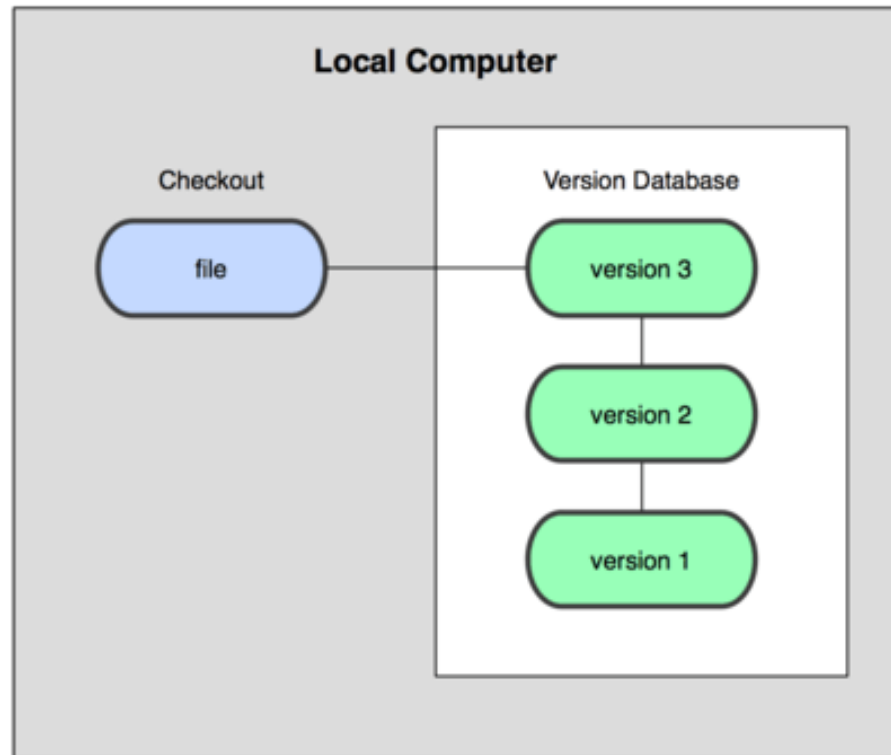 Local Computer
Checkout
Version Database
file
version 3
version 2
version 1